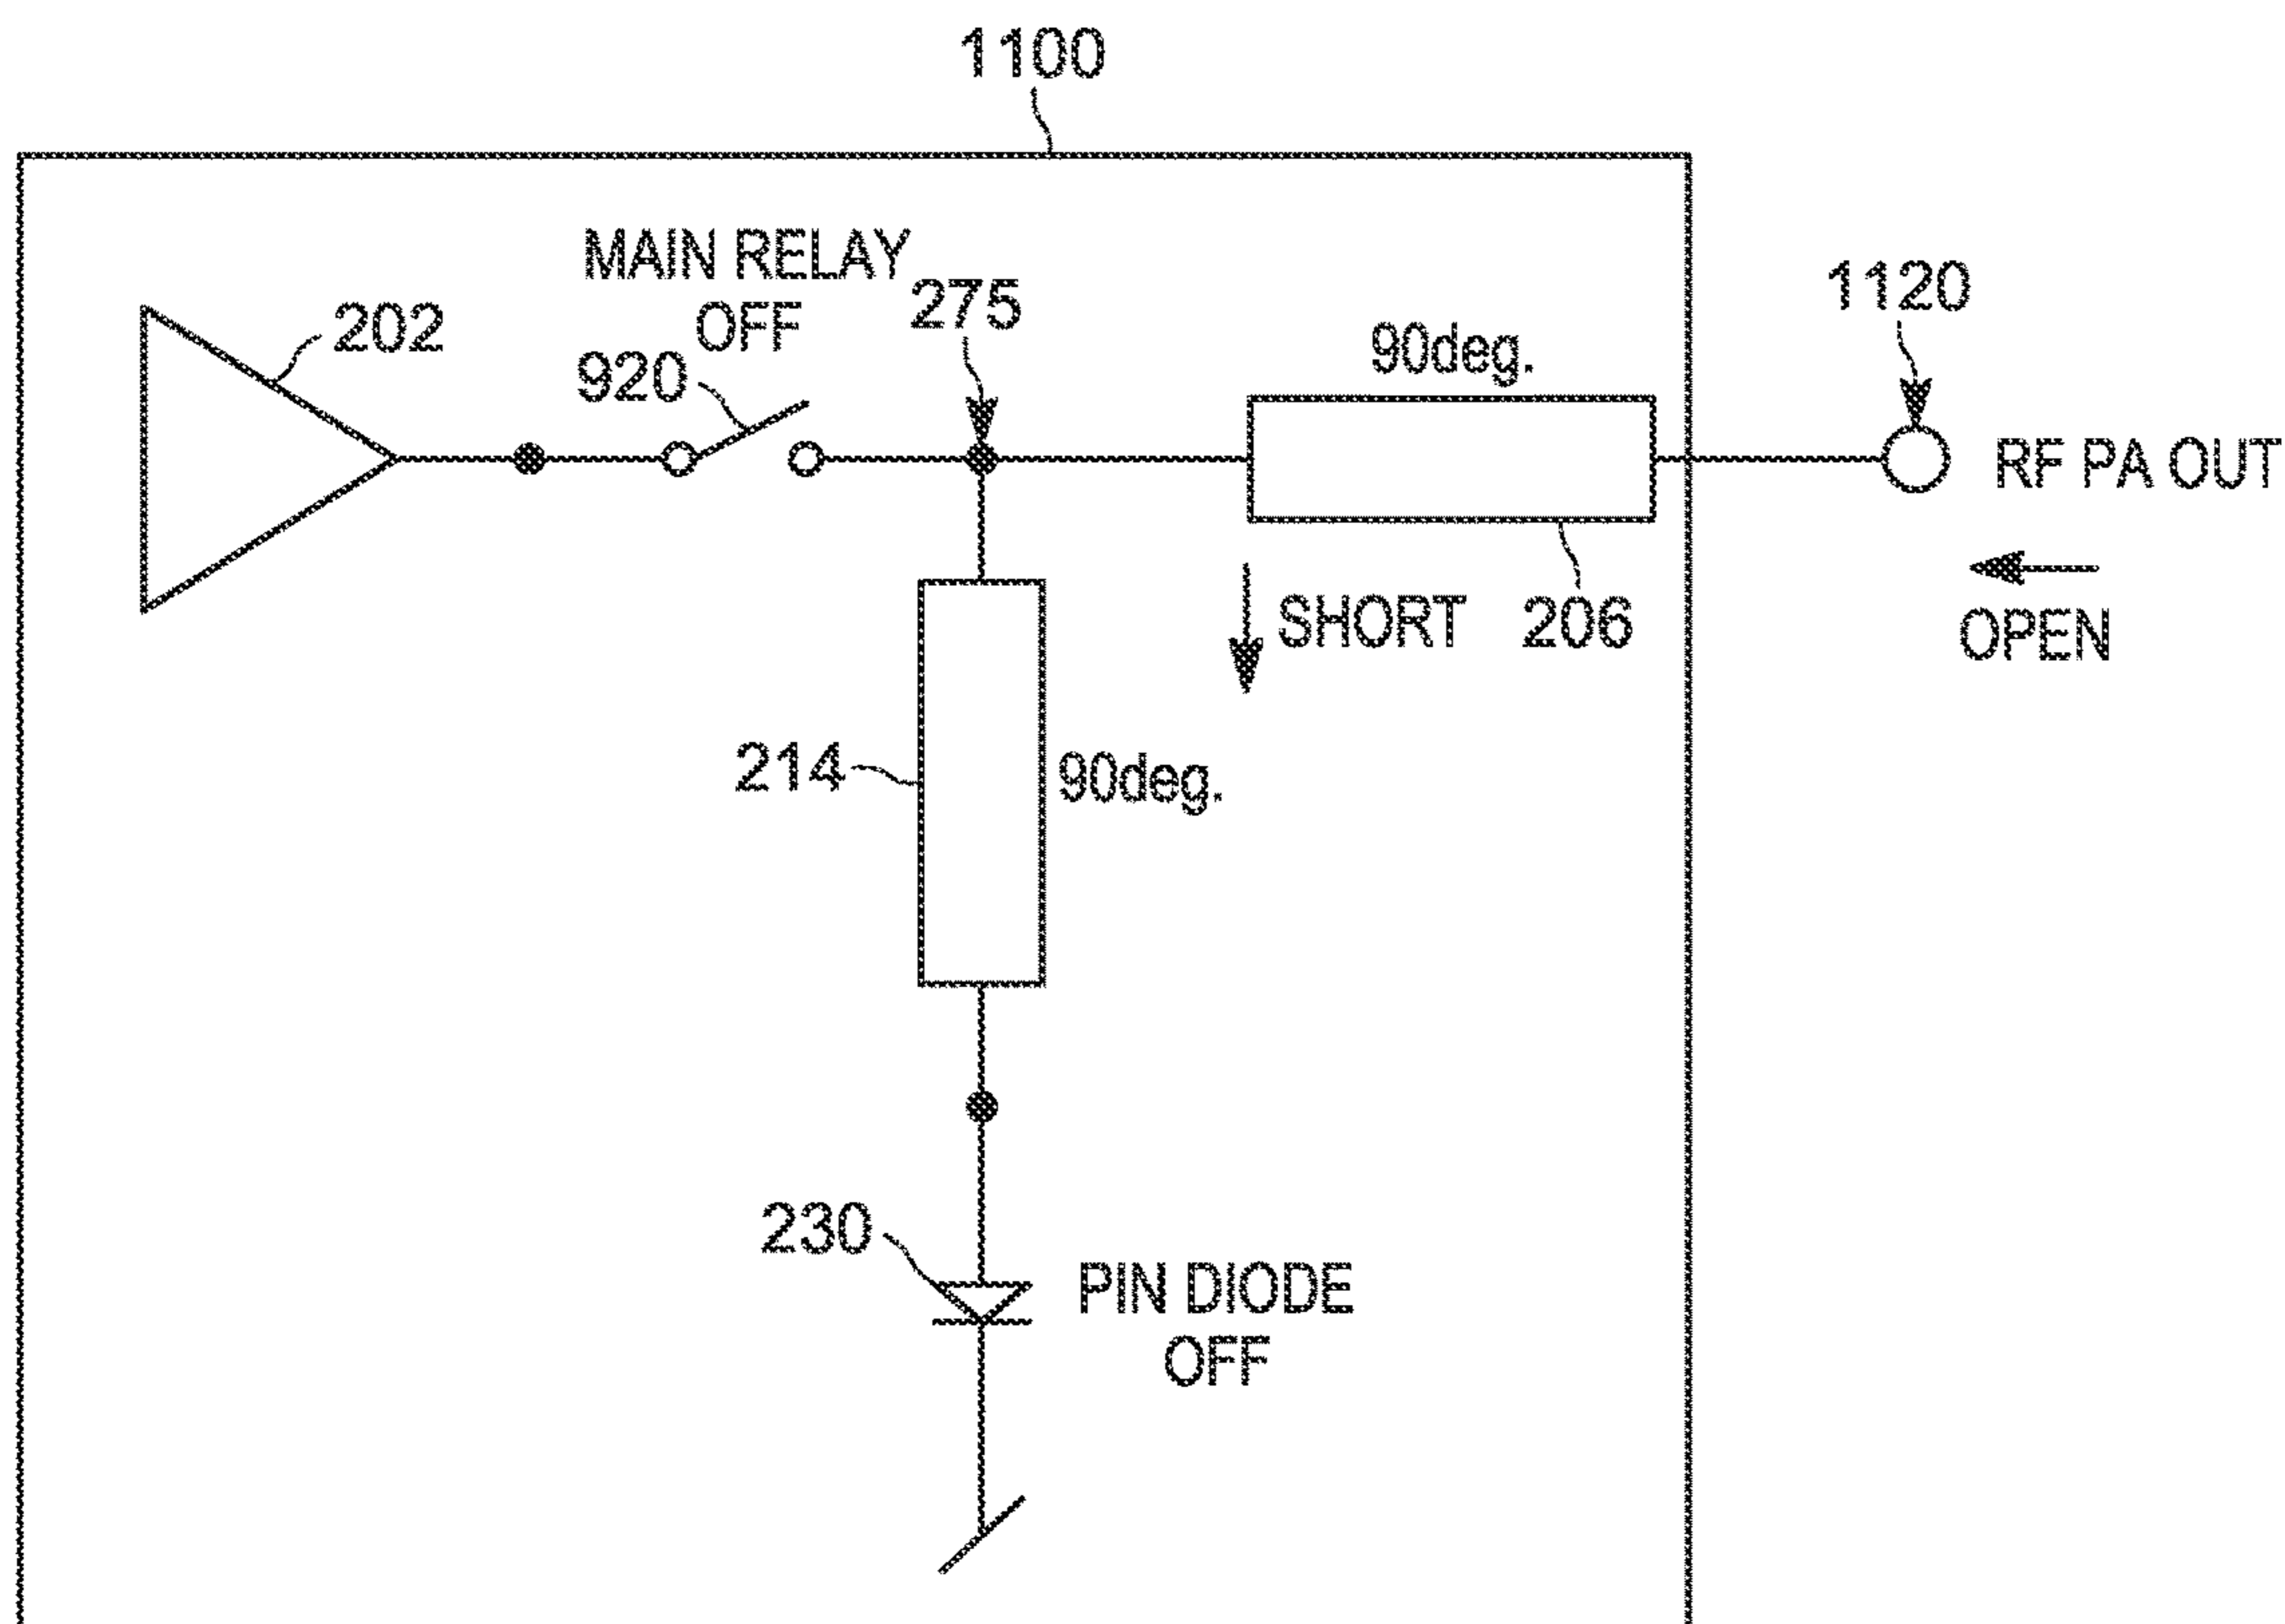 1100
MAIN RELAY
OFF
202
920
275
90deg.
1120
RF PA OUT
SHORT
206
OPEN
214
90deg.
230
PIN DIODE
OFF